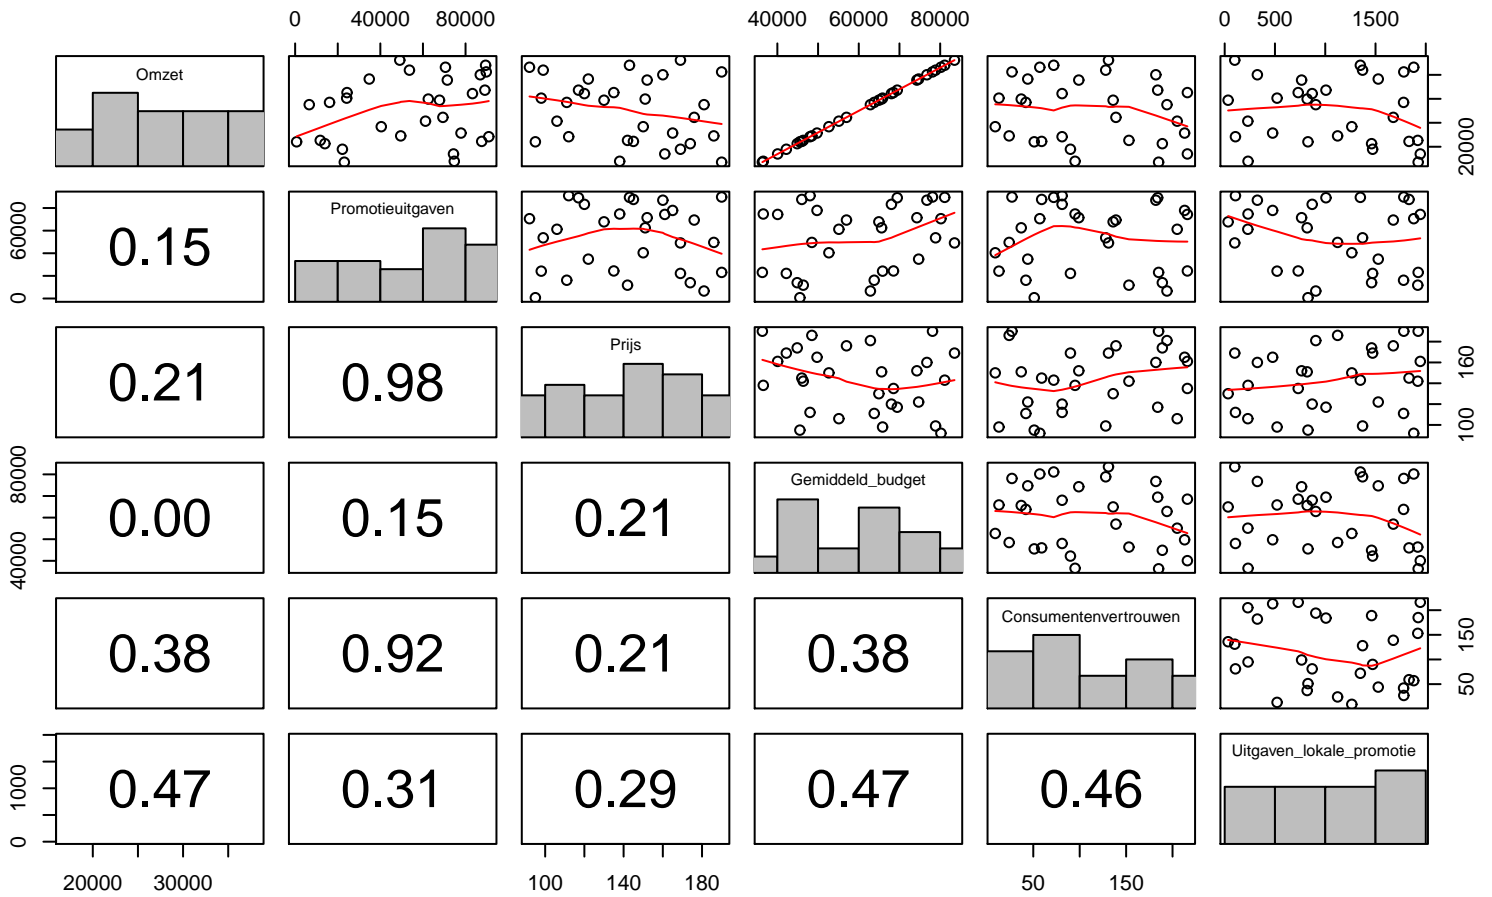 0 40000 80000 40000 60000 80000 0 500 1500
Omzet
20000
0.15 Promotieuitgaven
0 60000
0.21 0.98 Prijs
100 160
0.00 0.15 0.21 Gemiddeld_budget
40000 80000
0.38 0.92 0.21 0.38 Consumentenvertrouwen
50 150
0.47 0.31 0.29 0.47 0.46 Uitgaven_lokale_promotie
0 1000
20000 30000 100 140 180 50 150